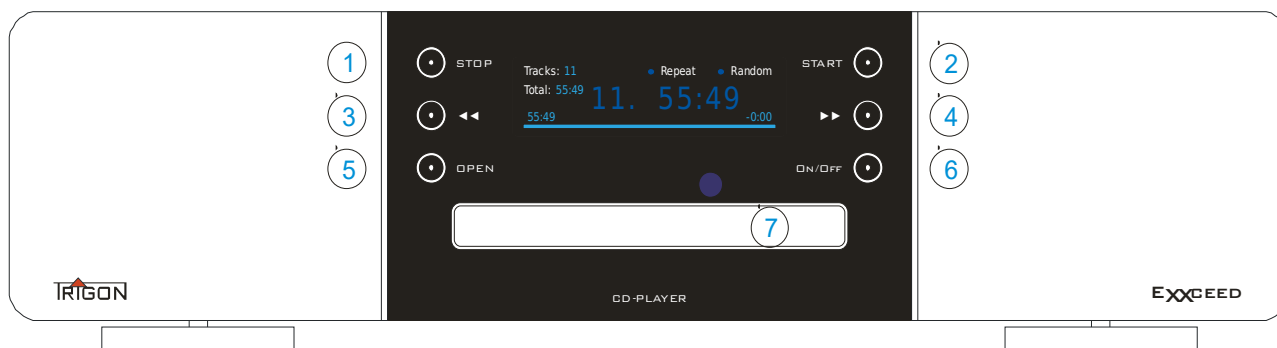 1 STOP START 2
Tracks: 11 Repeat Random
Total: 55:49 11. 55:49
3 ◄◄ 55:49 -0:00 ►► 4
5 OPEN On/Off 6
7
TRIGON
CD-PLAYER
EXXCEED